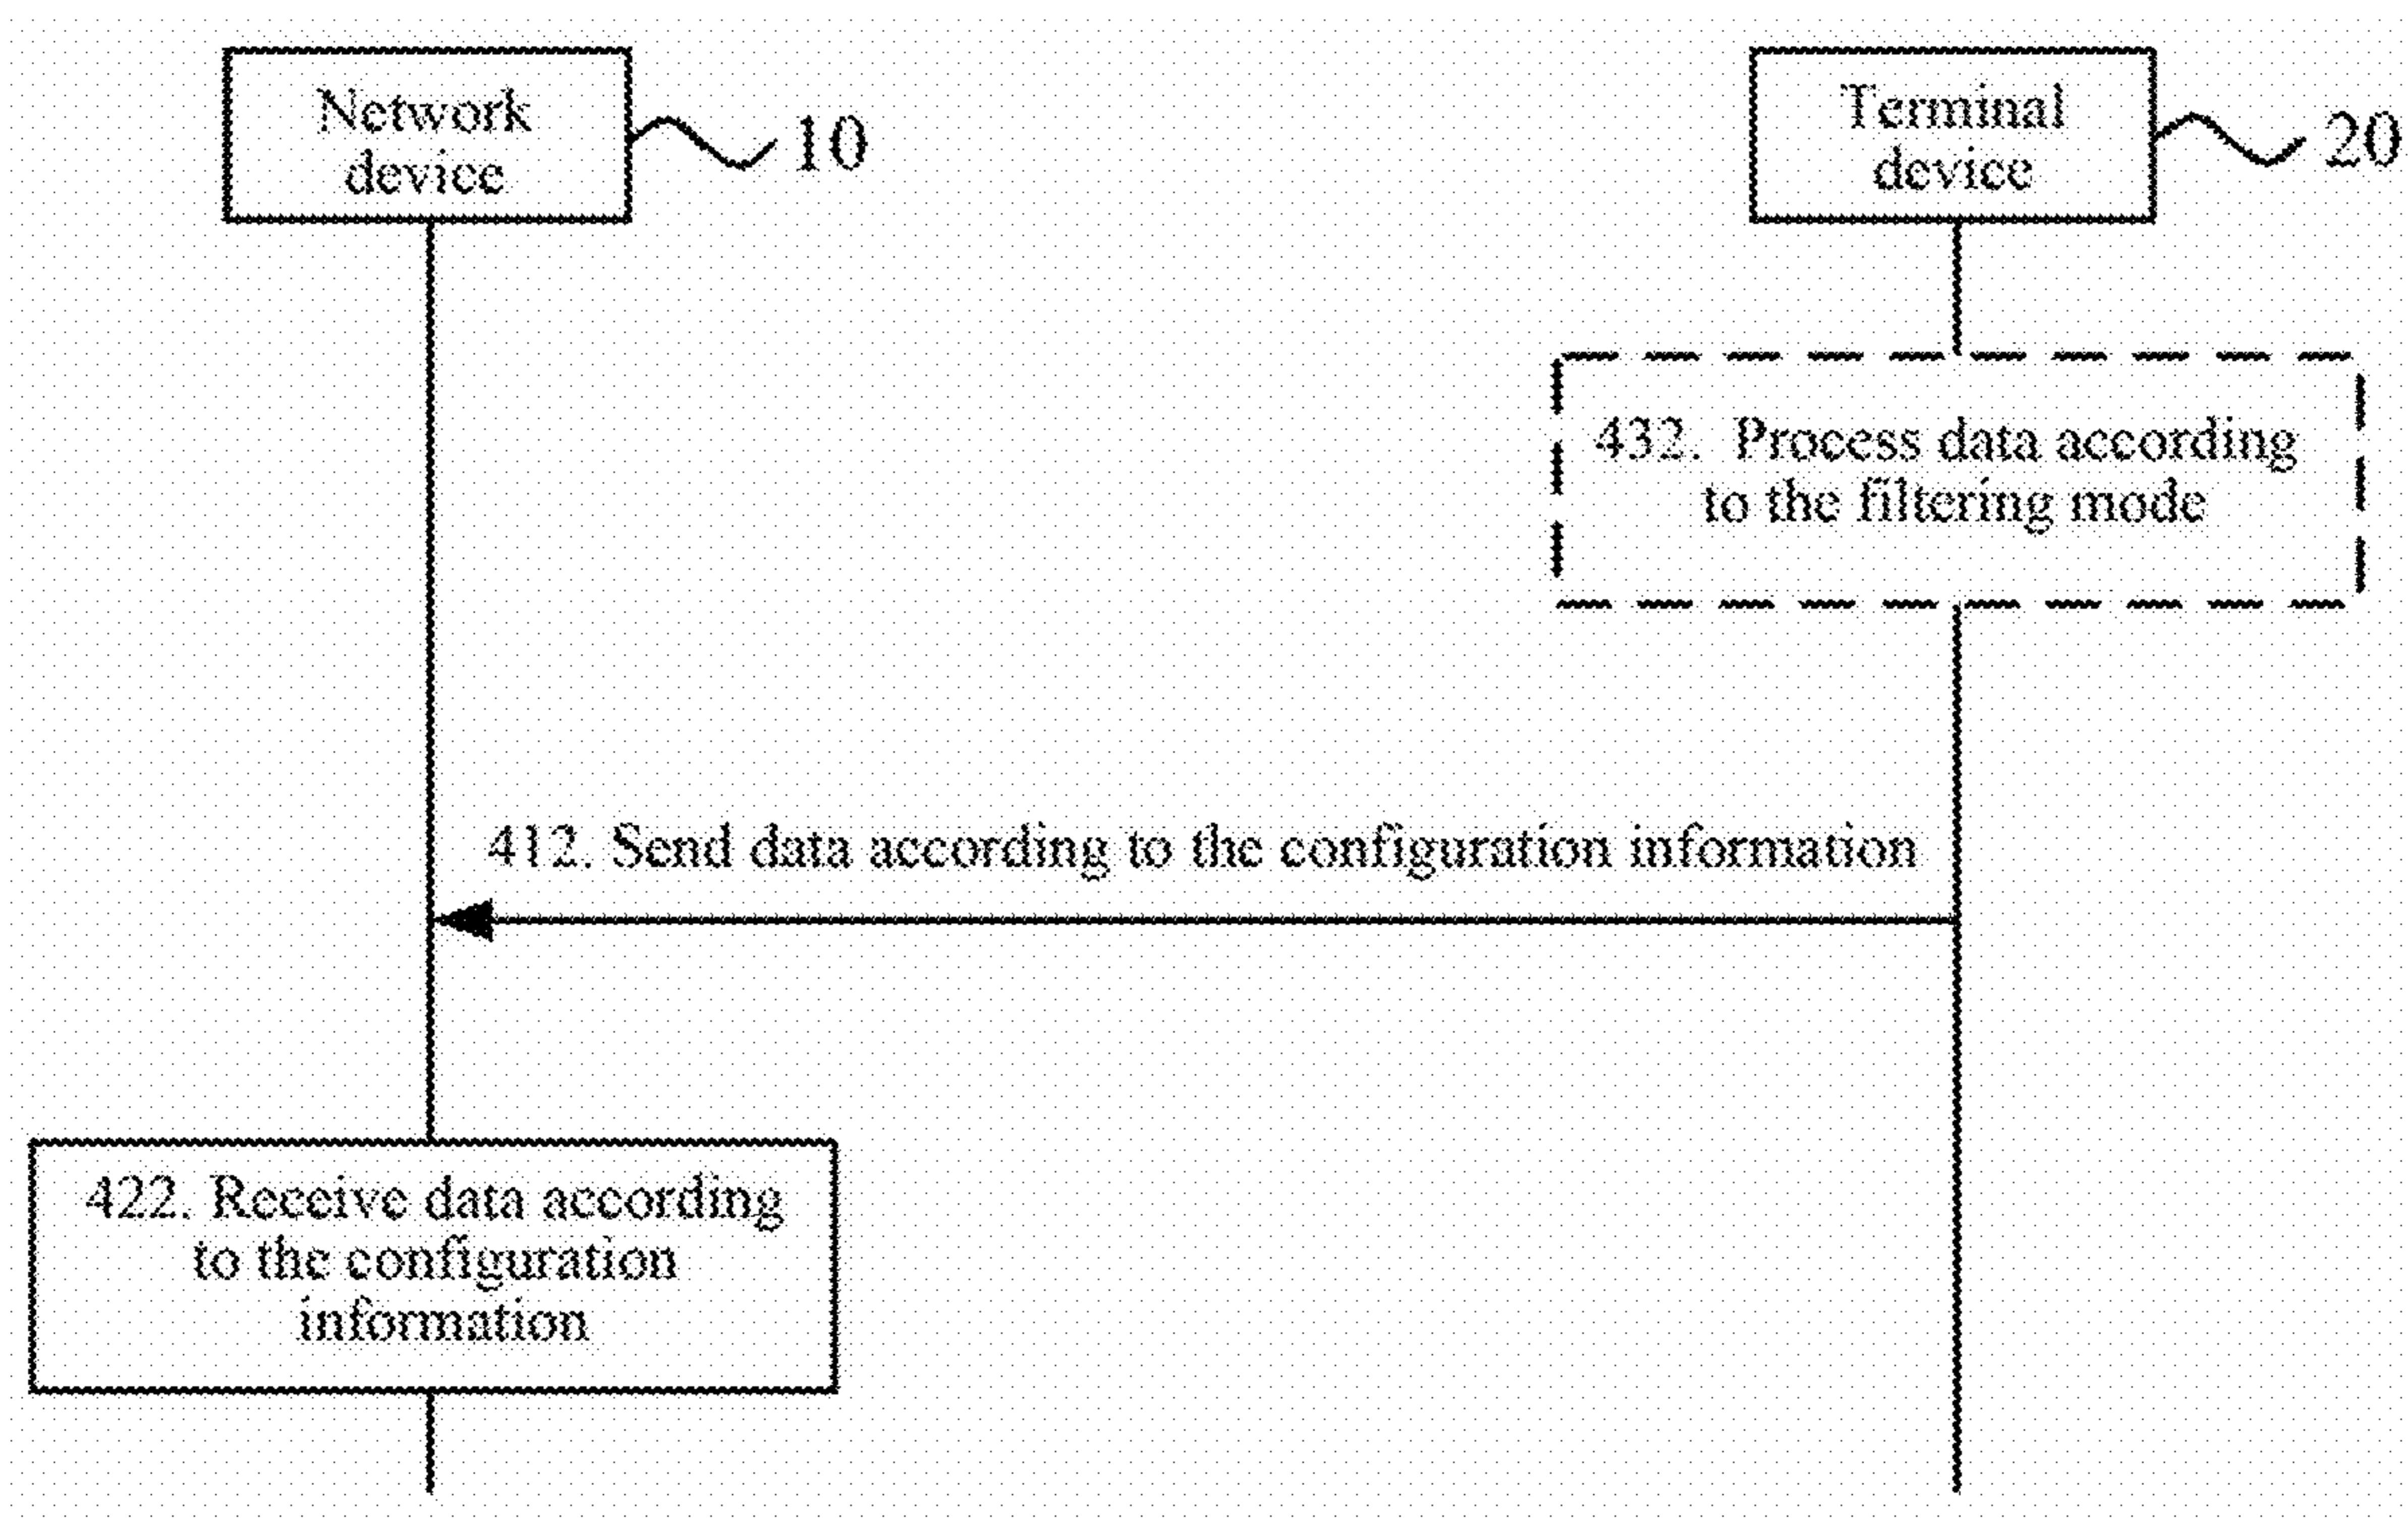 Network
device
10
Terminal
device
20
432. Process data according
to the filtering mode
412. Send data according to the configuration information
422. Receive data according
to the configuration
information